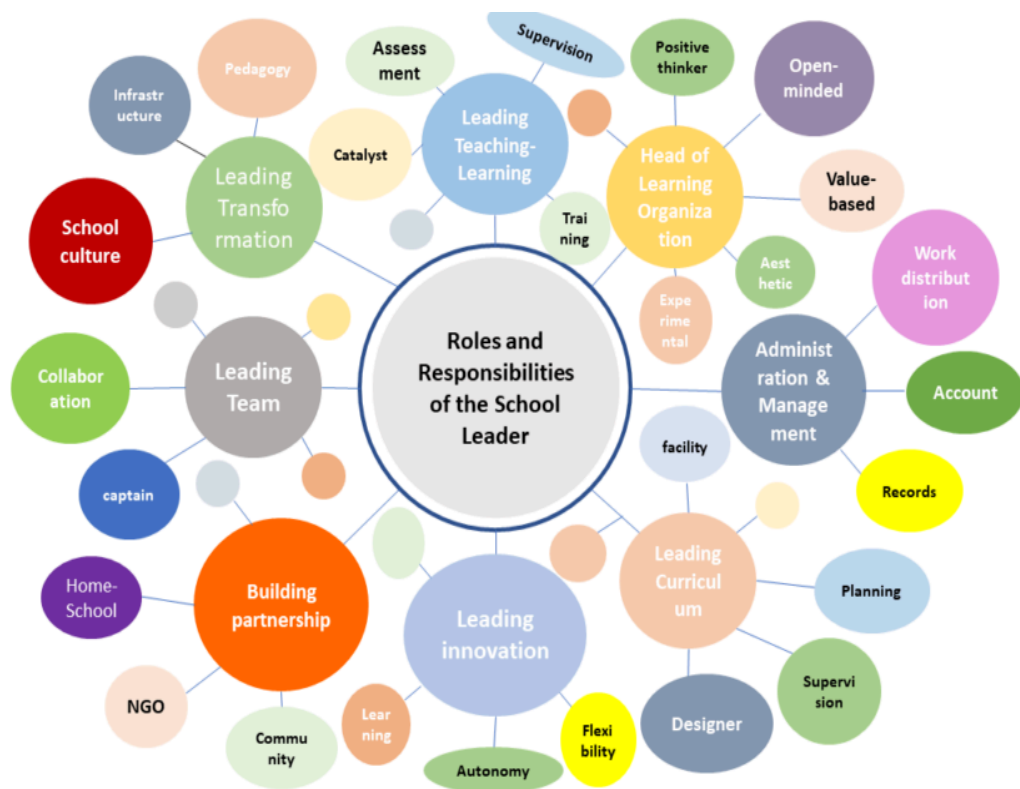 Pedagogy
Infrastr
ucture
Leading
Transfo
rmation
School
culture
Assess
ment
Supervision
Catalyst
Leading
Teaching-
Learning
Trai
ning
Positive
thinker
Open-
minded
Head of
Learning
Organiza
tion
Value-
based
Aest
hetic
Expe
rime
ntal
Work
distribut
ion
Administ
ration &
Manage
ment
Account
Records
Roles and
Responsibilities
of the School
Leader
Leading
Team
Collabor
ation
captain
Building
partnership
Home-
School
NGO
Commu
nity
Leading
innovation
Lear
ning
Autonomy
Flexi
bility
facility
Leading
Curricul
um
Planning
Supervi
sion
Designer